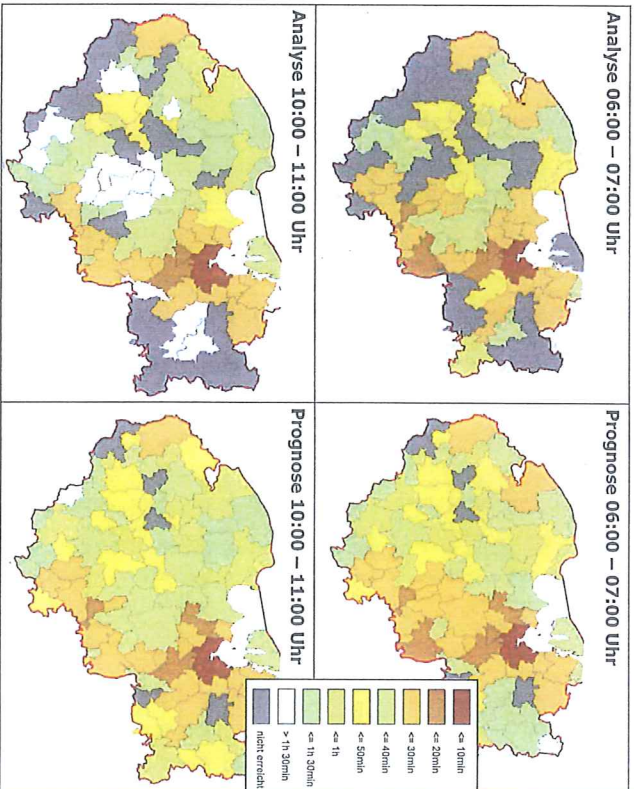 Analyse 06:00 – 07:00 Uhr
Prognose 06:00 – 07:00 Uhr
Analyse 10:00 – 11:00 Uhr
Prognose 10:00 – 11:00 Uhr
<= 10min
<= 20min
<= 30min
<= 40min
<= 50min
<= 1h
<= 1h 30min
> 1h 30min
nicht erreicht